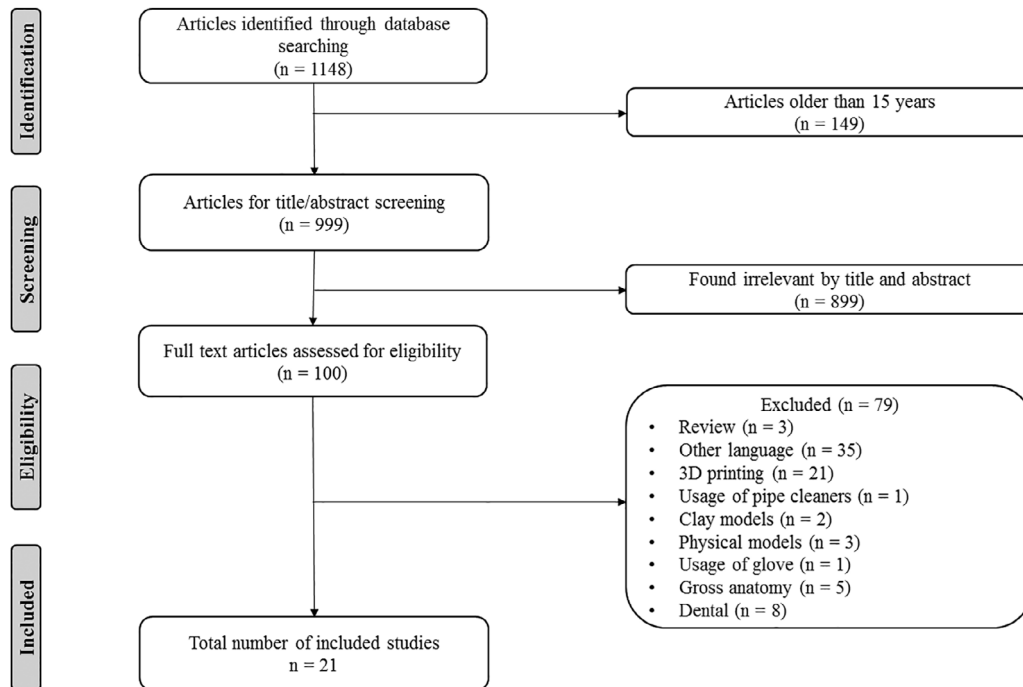 Identification
Articles identified through database
searching
(n = 1148)
Articles older than 15 years
(n = 149)
Screening
Articles for title/abstract screening
(n = 999)
Found irrelevant by title and abstract
(n = 899)
Eligibility
Full text articles assessed for eligibility
(n = 100)
Excluded (n = 79)
• Review (n = 3)
• Other language (n = 35)
• 3D printing (n = 21)
• Usage of pipe cleaners (n = 1)
• Clay models (n = 2)
• Physical models (n = 3)
• Usage of glove (n = 1)
• Gross anatomy (n = 5)
• Dental (n = 8)
Included
Total number of included studies
n = 21